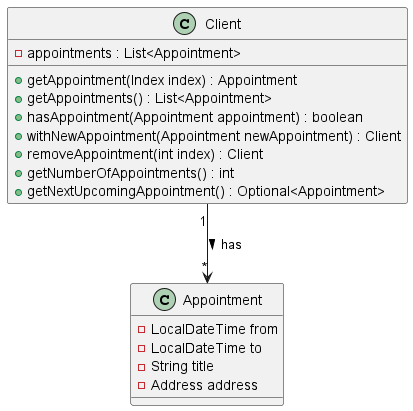 C Client
appointments : List<Appointment>
getAppointment(Index index) : Appointment
getAppointments() : List<Appointment>
hasAppointment(Appointment appointment) : boolean
withNewAppointment(Appointment newAppointment) : Client
removeAppointment(int index) : Client
getNumberOfAppointments() : int
getNextUpcomingAppointment() : Optional<Appointment>
1
has
*
C Appointment
LocalDateTime from
LocalDateTime to
String title
Address address